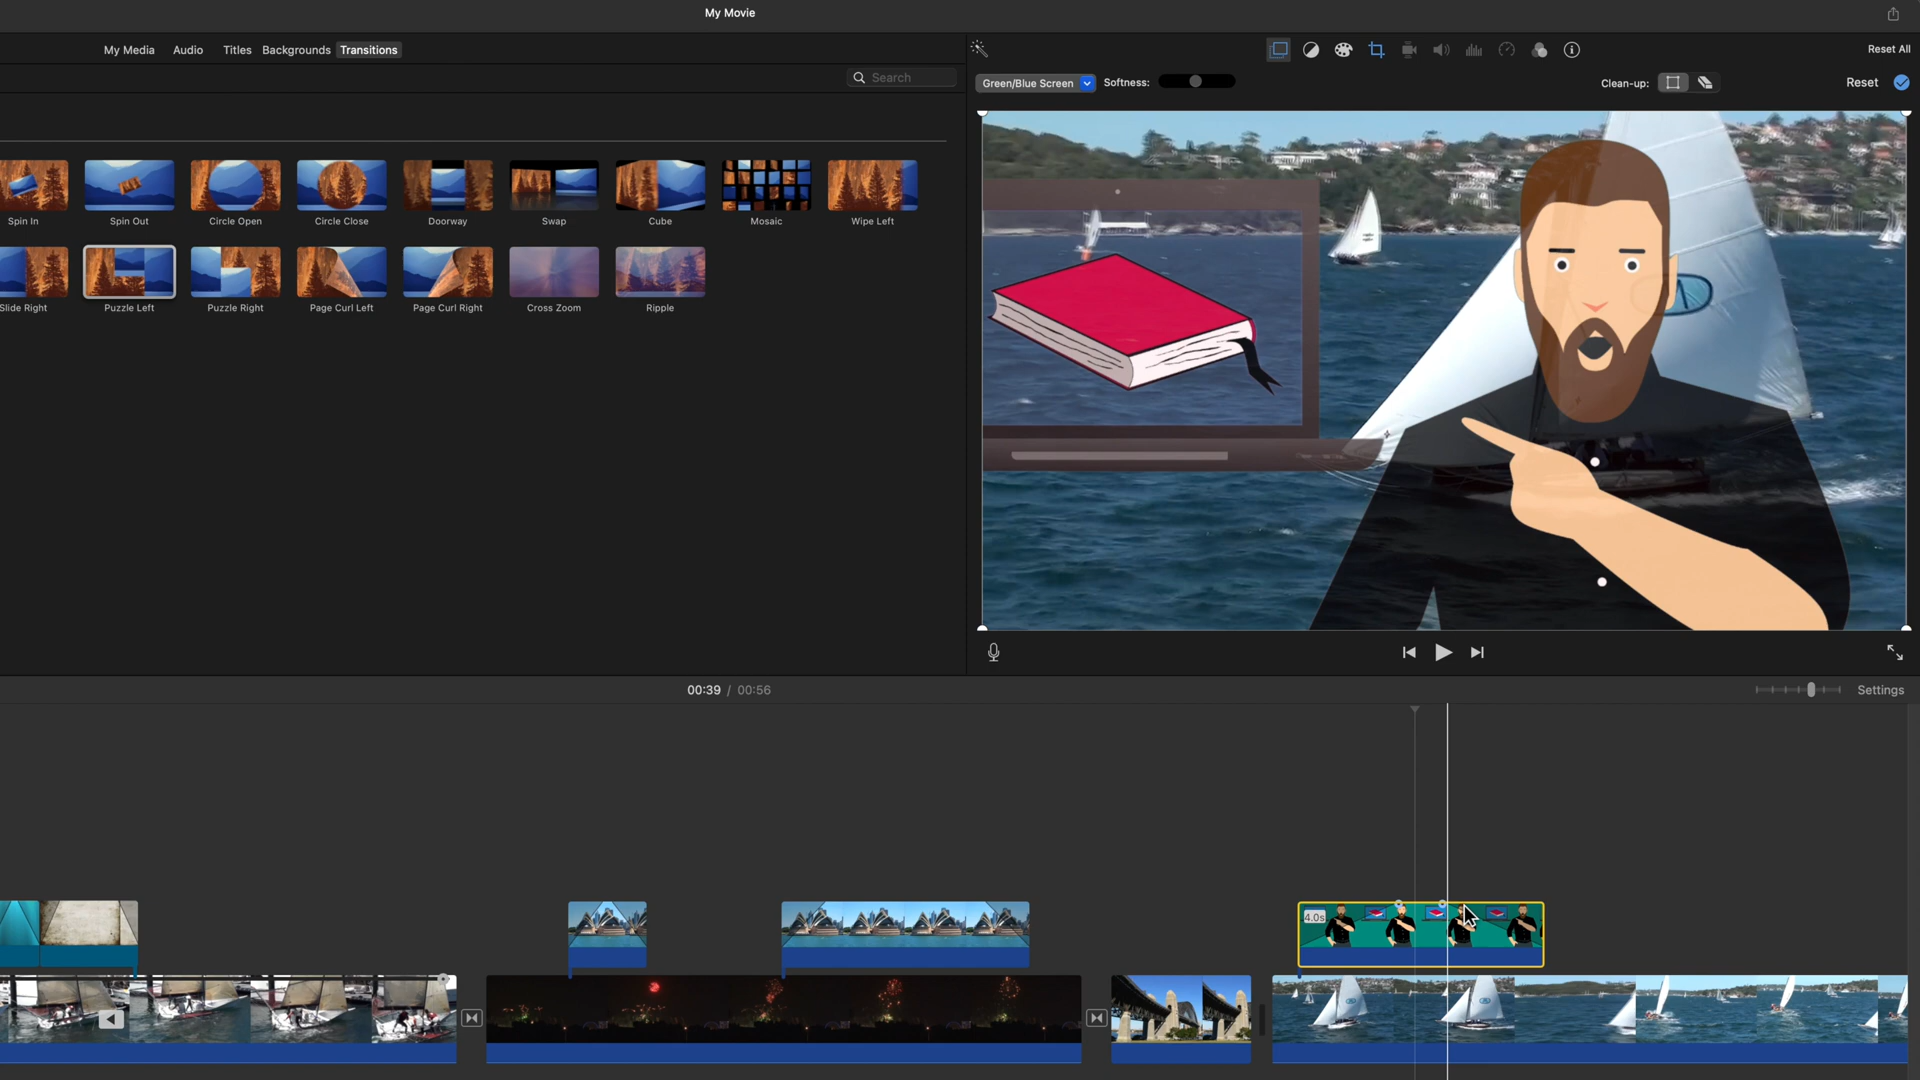 My Movie
My Media Audio Titles Backgrounds Transitions
Reset All
Search
Green/Blue Screen Softness: Clean-up: Reset
Spin In Spin Out Circle Open Circle Close Doorway Swap Cube Mosaic Wipe Left
Slide Right Puzzle Left Puzzle Right Page Curl Left Page Curl Right Cross Zoom Ripple
00:39 / 00:56
Settings
4.0s